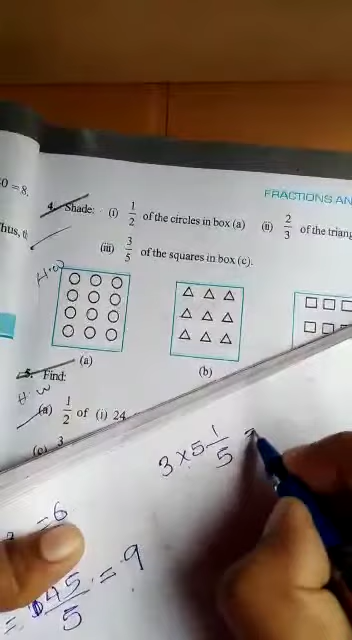 0 = 8.
FRACTIONS AN
4. Shade: (i) 1/2 of the circles in box (a) (ii) 2/3 of the triang
Thus, th
(iii) 3/5 of the squares in box (c).
H.W
(a)
(b)
5. Find:
H.W
(a) 1/2 of (i) 24
(c) 3
3 × 5 1/5 =
= 6
= 45/5 = 9